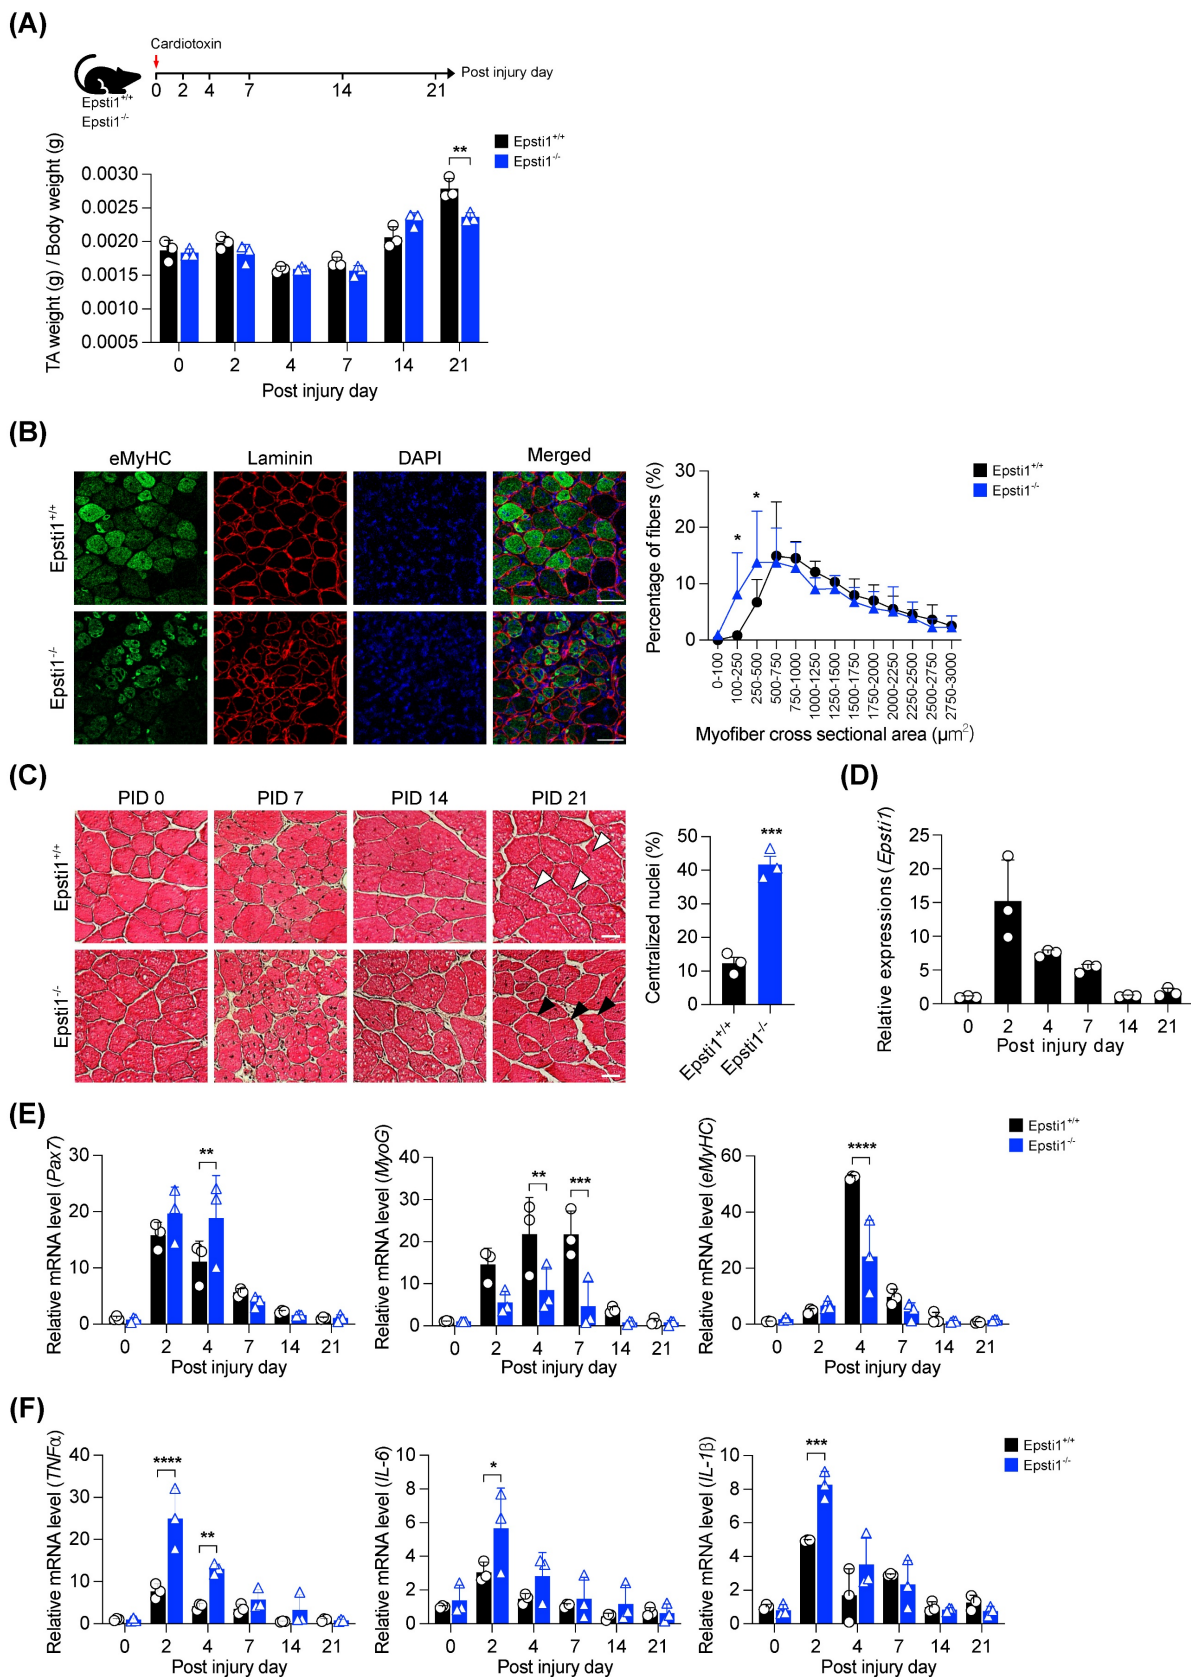 (A)
Cardiotoxin
Epsti1+/+
Epsti1-/-
0 2 4 7 14 21
Post injury day
TA weight (g) / Body weight (g)
0.0030
0.0025
0.0020
0.0015
0.0010
0.0005
**
Epsti1+/+
Epsti1-/-
0 2 4 7 14 21
Post injury day
(B)
eMyHC Laminin DAPI Merged
Epsti1+/+
Epsti1-/-
Percentage of fibers (%)
30
20
10
0
* *
Epsti1+/+
Epsti1-/-
0-100 100-250 250-500 500-750 750-1000 1000-1250 1250-1500 1500-1750 1750-2000 2000-2250 2250-2500 2500-2750 2750-3000
Myofiber cross sectional area (µm2)
(C)
PID 0 PID 7 PID 14 PID 21
Epsti1+/+
Epsti1-/-
Centralized nuclei (%)
50
40
30
20
10
0
***
Epsti1+/+ Epsti1-/-
(D)
Relative expressions (Epsti1)
25
20
15
10
5
0
0 2 4 7 14 21
Post injury day
(E)
Relative mRNA level (Pax7)
30
20
10
0
**
0 2 4 7 14 21
Post injury day
Relative mRNA level (MyoG)
40
30
20
10
0
** ***
0 2 4 7 14 21
Post injury day
Relative mRNA level (eMyHC)
60
40
20
0
****
0 2 4 7 14 21
Post injury day
Epsti1+/+
Epsti1-/-
(F)
Relative mRNA level (TNFα)
40
30
20
10
0
**** **
0 2 4 7 14 21
Post injury day
Relative mRNA level (IL-6)
10
8
6
4
2
0
*
0 2 4 7 14 21
Post injury day
Relative mRNA level (IL-1β)
10
8
6
4
2
0
***
0 2 4 7 14 21
Post injury day
Epsti1+/+
Epsti1-/-